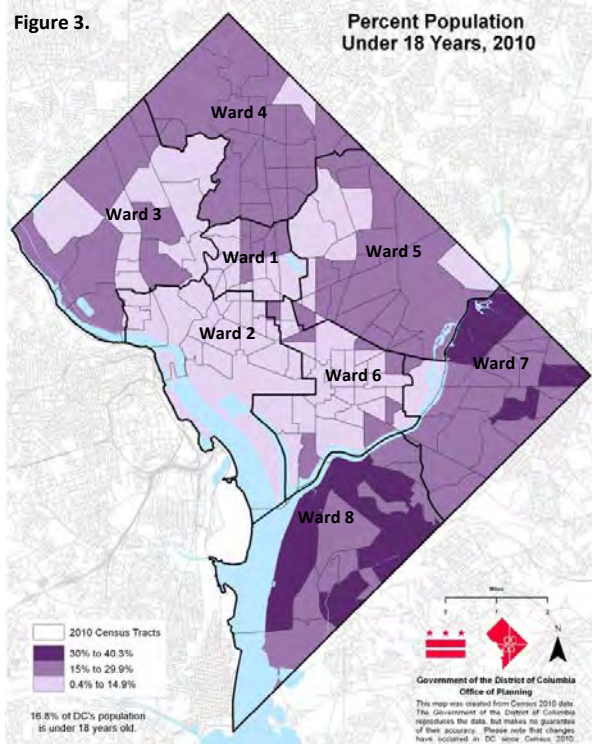 Figure 3.
Percent Population
Under 18 Years, 2010
Ward 4
Ward 3
Ward 5
Ward 1
Ward 2
Ward 7
Ward 6
Ward 8
Miles
0 1 2
N
2010 Census Tracts
30% to 40.3%
15% to 29.9%
0.4% to 14.9%
16.8% of DC's population
is under 18 years old.
Government of the District of Columbia
Office of Planning
This map was created from Census 2010 data.
The Government of the District of Columbia
reproduces the data, but makes no guarantee
of their accuracy. Please note that changes
have occurred in DC since Census 2010.